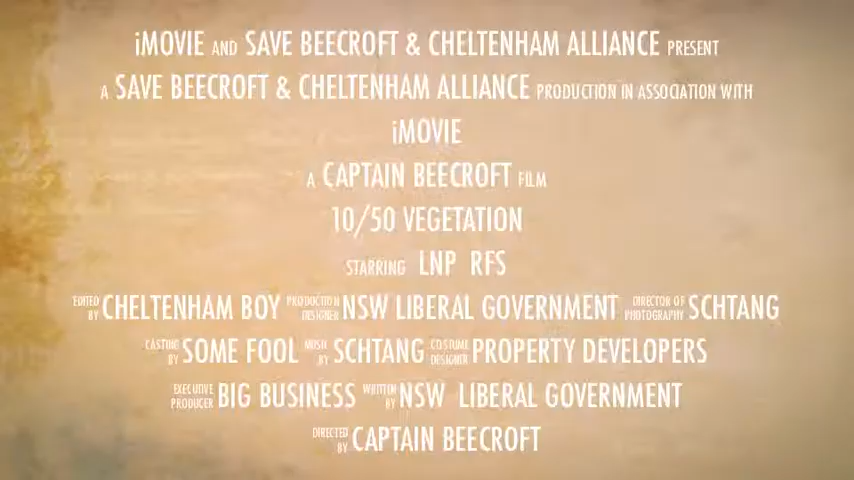 iMOVIE AND SAVE BEECROFT & CHELTENHAM ALLIANCE PRESENT
A SAVE BEECROFT & CHELTENHAM ALLIANCE PRODUCTION IN ASSOCIATION WITH
iMOVIE
A CAPTAIN BEECROFT FILM
10/50 VEGETATION
STARRING LNP RFS
EDITED BY CHELTENHAM BOY PRODUCTION DESIGNER NSW LIBERAL GOVERNMENT DIRECTOR OF PHOTOGRAPHY SCHTANG
CASTING BY SOME FOOL MUSIC BY SCHTANG COSTUME DESIGNER PROPERTY DEVELOPERS
EXECUTIVE PRODUCER BIG BUSINESS WRITTEN BY NSW LIBERAL GOVERNMENT
DIRECTED BY CAPTAIN BEECROFT